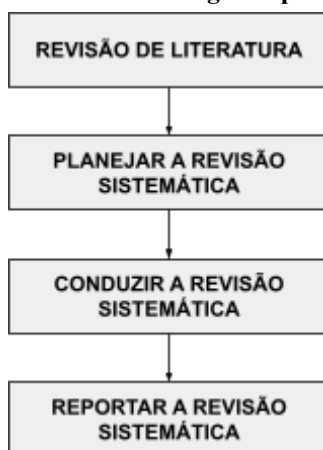 REVISÃO DE LITERATURA
PLANEJAR A REVISÃO
SISTEMÁTICA
CONDUZIR A REVISÃO
SISTEMÁTICA
REPORTAR A REVISÃO
SISTEMÁTICA